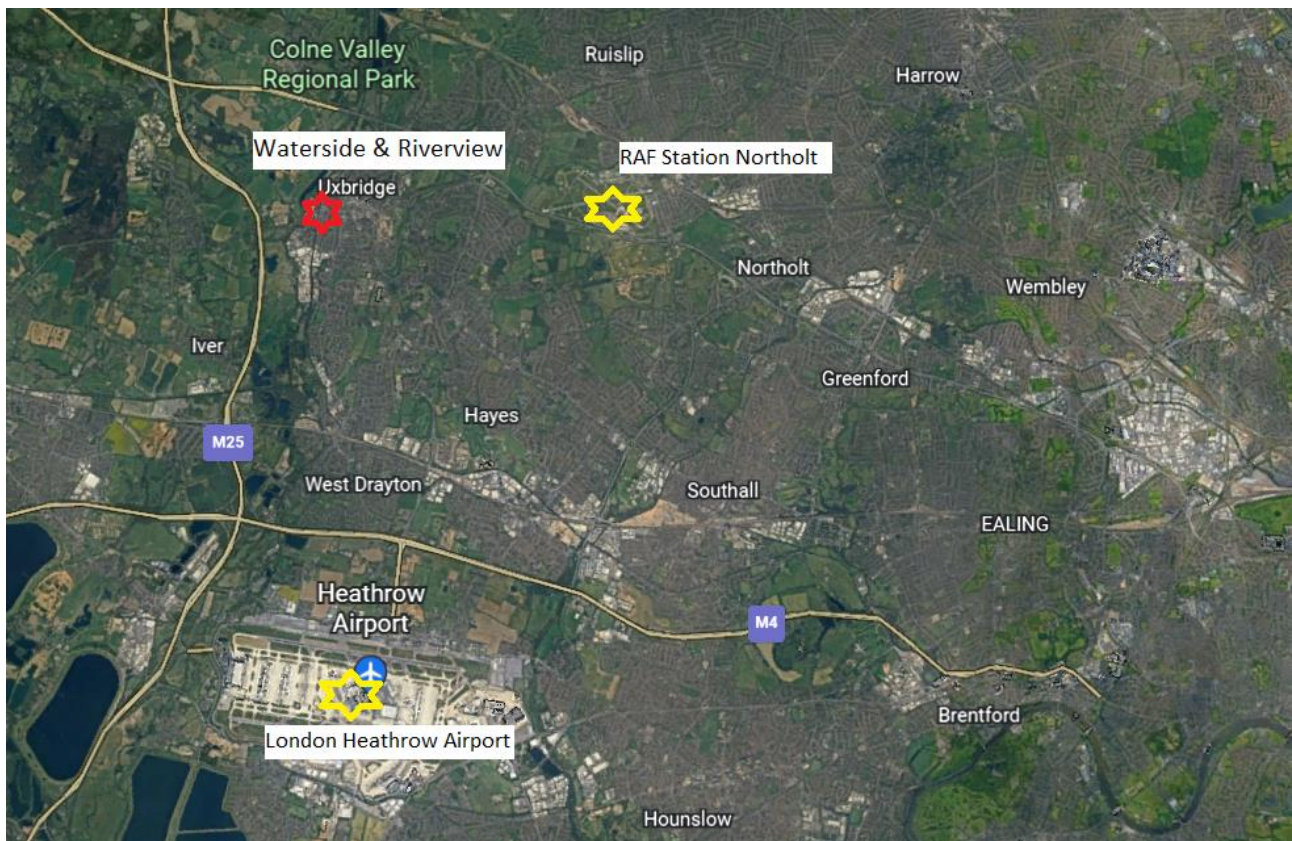 Colne Valley
Regional Park
Ruislip
Harrow
Waterside & Riverview
RAF Station Northolt
Uxbridge
Northolt
Wembley
Iver
Greenford
Hayes
M25
West Drayton
Southall
EALING
Heathrow
Airport
M4
Brentford
London Heathrow Airport
Hounslow